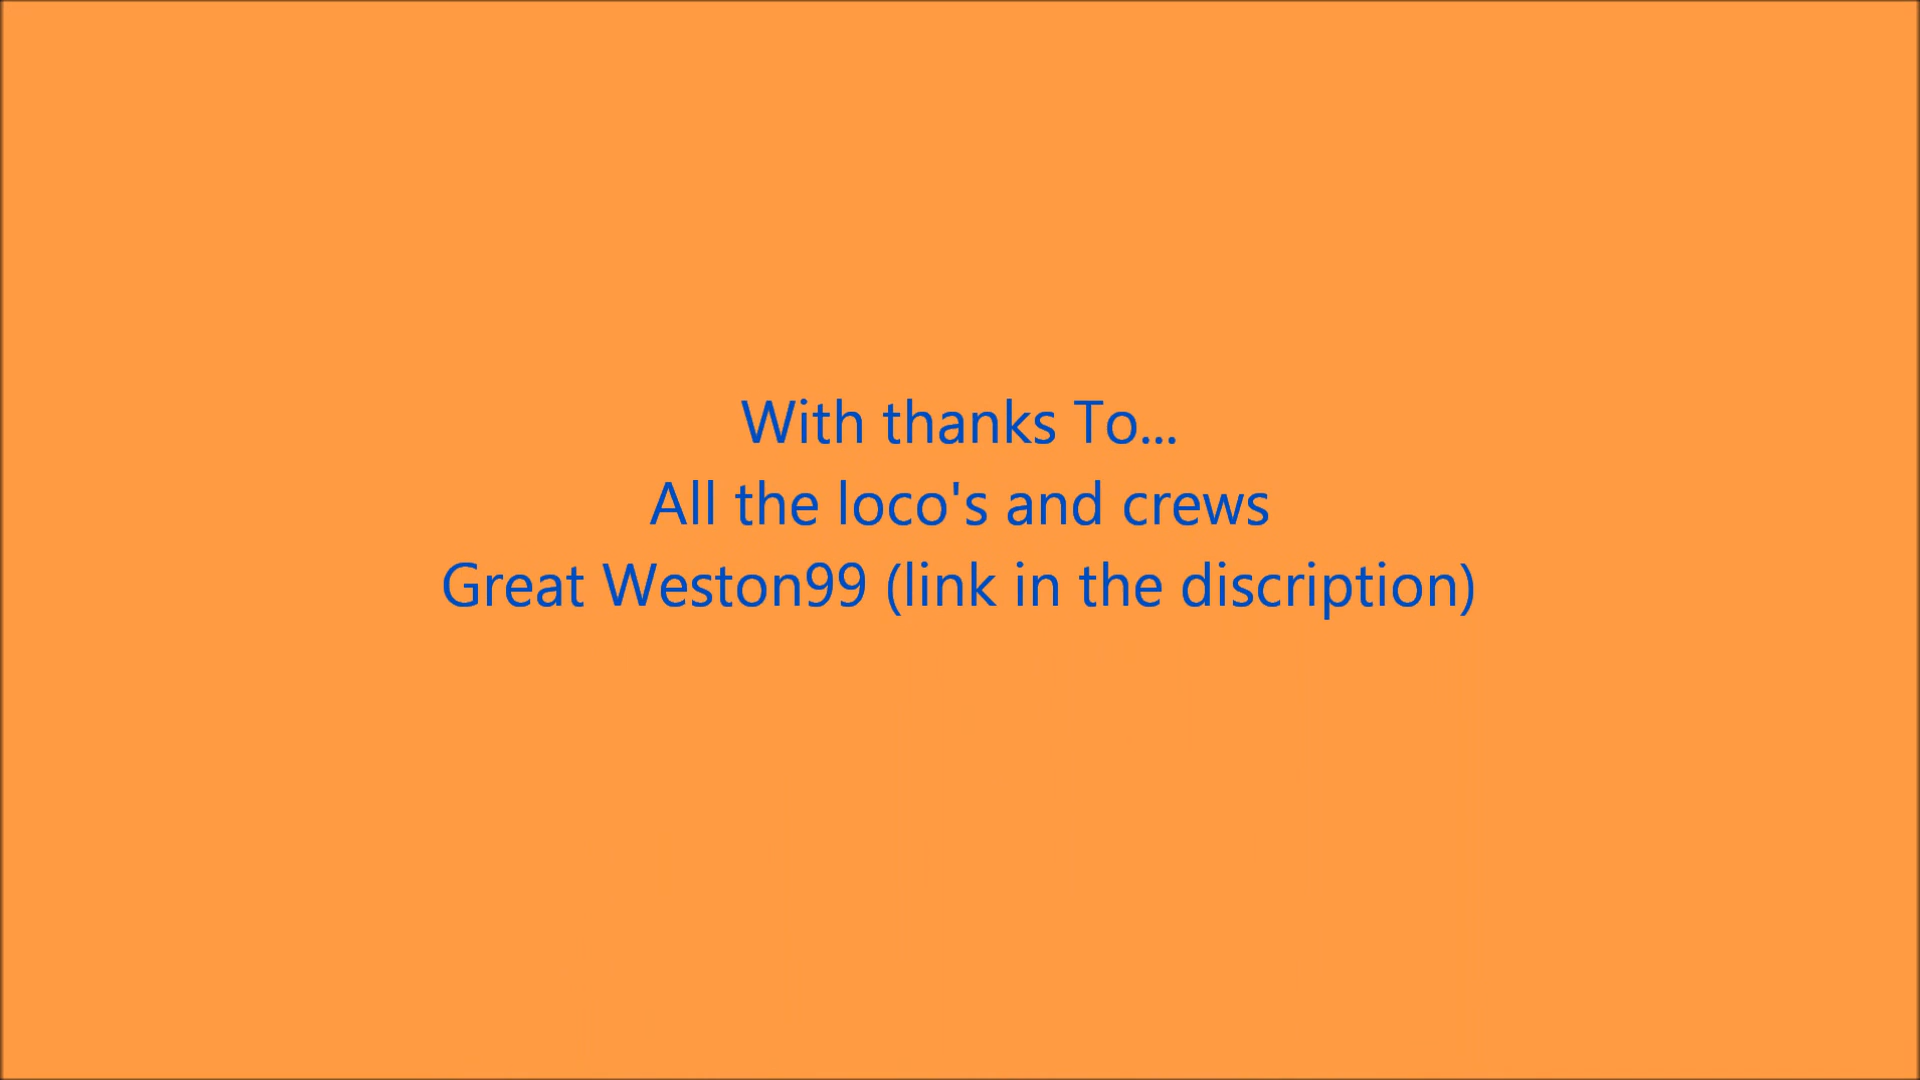 With thanks To...
All the loco's and crews
Great Weston99 (link in the discription)